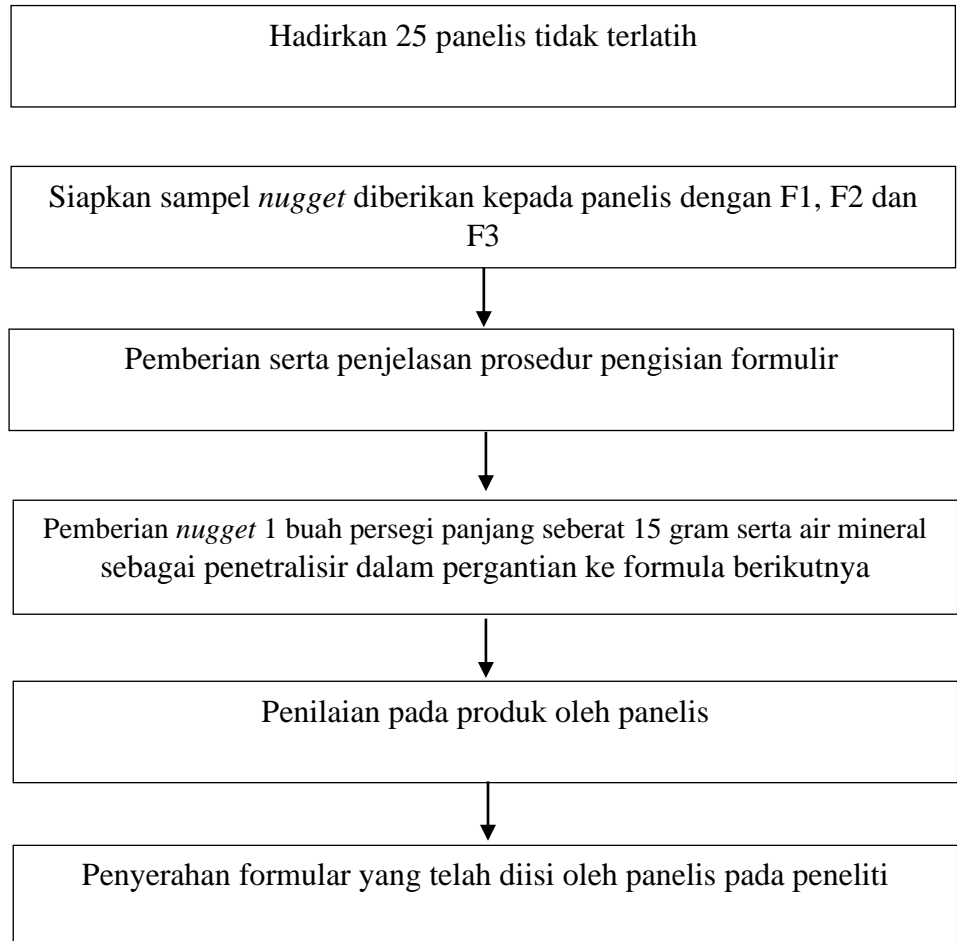 Hadirkan 25 panelis tidak terlatih
Siapkan sampel nugget diberikan kepada panelis dengan F1, F2 dan
F3
Pemberian serta penjelasan prosedur pengisian formulir
Pemberian nugget 1 buah persegi panjang seberat 15 gram serta air mineral
sebagai penetralisir dalam pergantian ke formula berikutnya
Penilaian pada produk oleh panelis
Penyerahan formular yang telah diisi oleh panelis pada peneliti